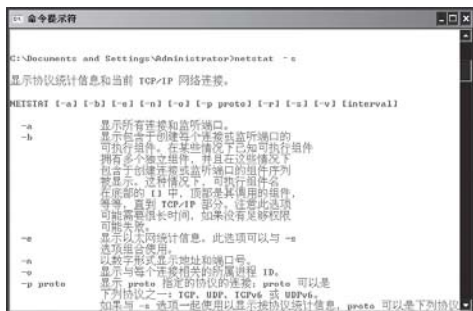 命令提示符
C:\Documents and Settings\Administrator>netstat - s
显示协议统计信息和当前 TCP/IP 网络连接。
NETSTAT [-a] [-b] [-e] [-n] [-o] [-p proto] [-r] [-s] [-v] [interval]
-a 显示所有连接和监听端口。
-b 显示包含于创建每个连接或监听端口的
可执行组件。在某些情况下已知可执行组件
拥有多个独立组件，并且在这些情况下
包含于创建连接或监听端口的组件序列
被显示。这种情况下，可执行组件名
在底部的 [] 中，顶部是其调用的组件，
等等，直到 TCP/IP 部分。注意此选项
可能需要很长时间，如果没有足够权限
可能失败。
-e 显示以太网统计信息。此选项可以与 -s
选项组合使用。
-n 以数字形式显示地址和端口号。
-o 显示与每个连接相关的所属进程 ID。
-p proto 显示 proto 指定的协议的连接；proto 可以是
下列协议之一: TCP、UDP、TCPv6 或 UDPv6。
如果与 -s 选项一起使用以显示按协议统计信息，proto 可以是下列协议